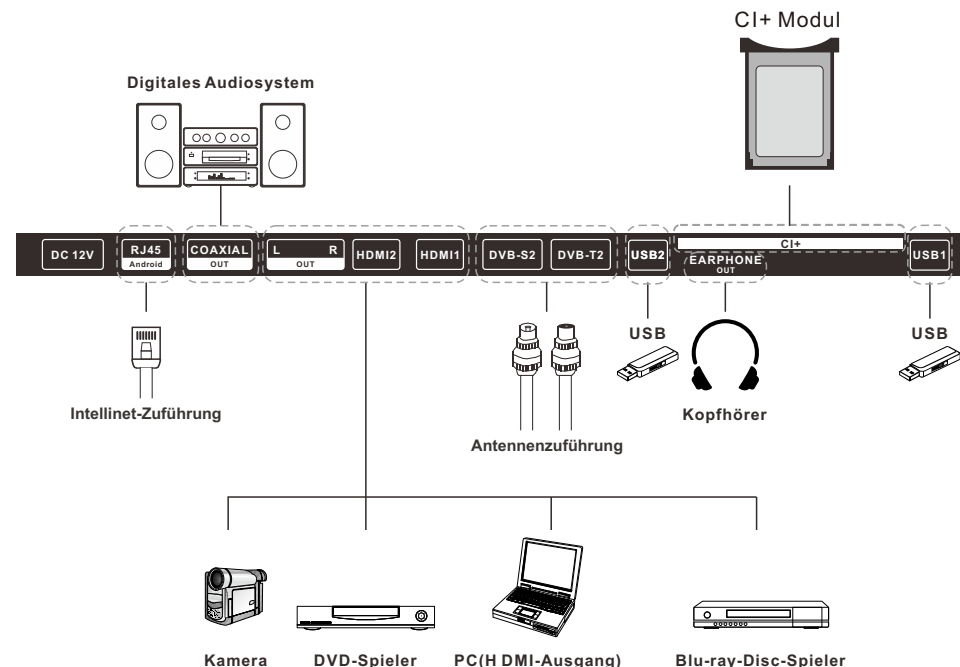 CI+ Modul
Digitales Audiosystem
DC 12V
RJ45
Android
COAXIAL
OUT
L R
OUT
HDMI2
HDMI1
DVB-S2
DVB-T2
USB2
CI+
EARPHONE
OUT
USB1
Intellinet-Zuführung
Antennenzuführung
USB
Kopfhörer
USB
Kamera
DVD-Spieler
PC(H DMI-Ausgang)
Blu-ray-Disc-Spieler